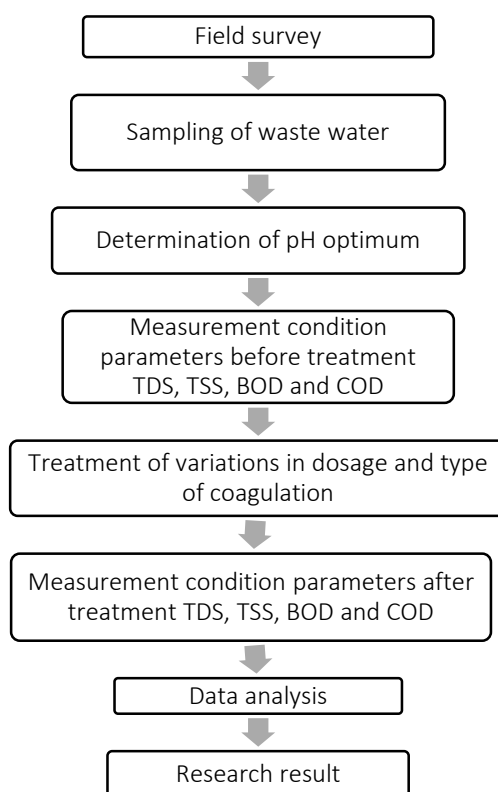 Field survey
Sampling of waste water
Determination of pH optimum
Measurement condition
parameters before treatment
TDS, TSS, BOD and COD
Treatment of variations in dosage and type
of coagulation
Measurement condition parameters after
treatment TDS, TSS, BOD and COD
Data analysis
Research result